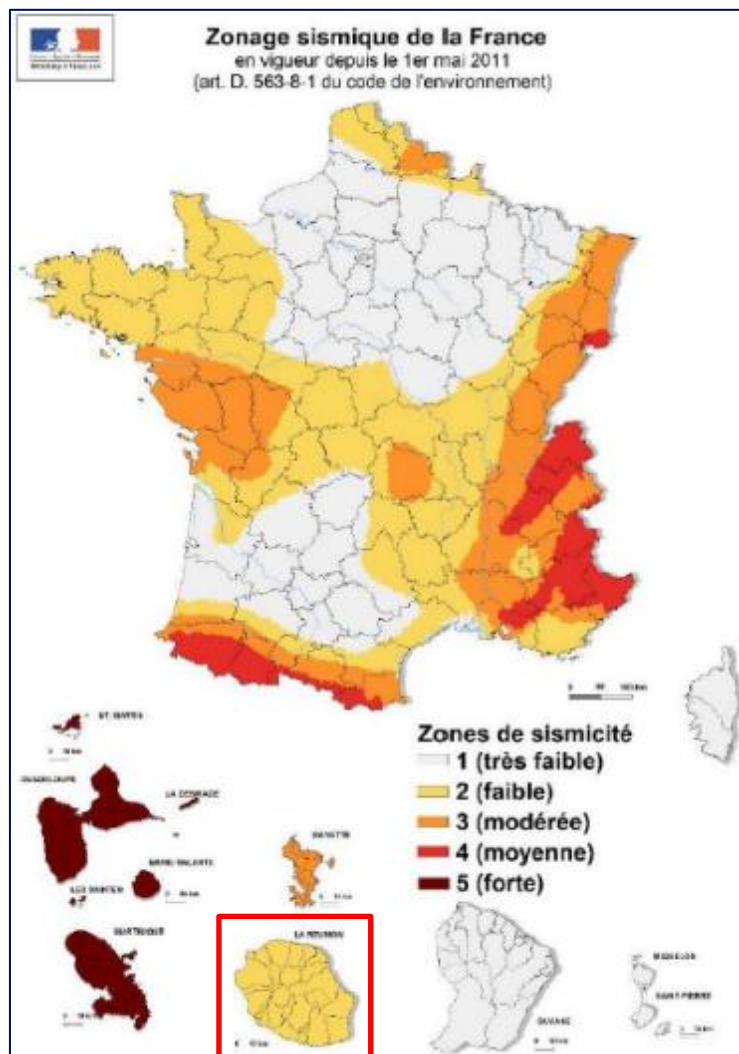 Zonage sismique de la France
en vigueur depuis le 1er mai 2011
(art. D. 563-8-1 du code de l'environnement)
Zones de sismicité
1 (très faible)
2 (faible)
3 (modérée)
4 (moyenne)
5 (forte)
ST MARTIN
GUADELOUPE
LA DESIRADE
MARIE-GALANTE
LES SAINTES
MAYOTTE
MARTINIQUE
LA REUNION
GUYANE
MIQUELON
SAINT-PIERRE